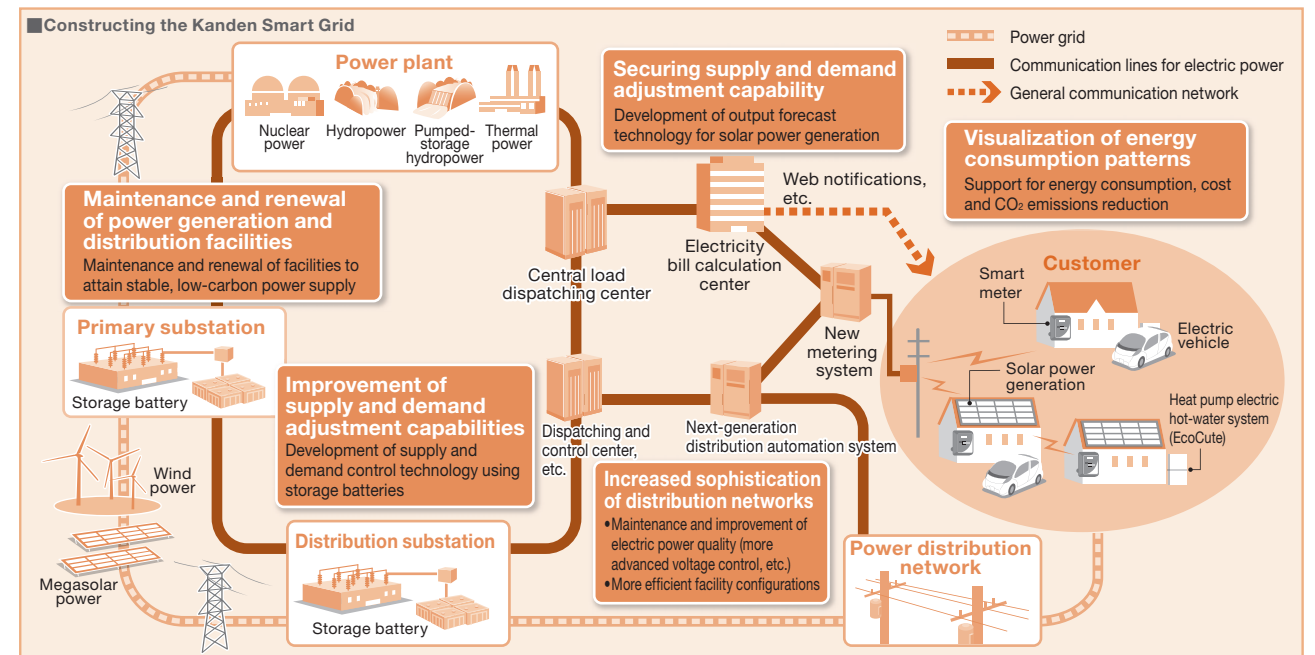 ■Constructing the Kanden Smart Grid
Power plant
Nuclear
power
Hydropower
Pumped-
storage
hydropower
Thermal
power
Securing supply and demand
adjustment capability
Development of output forecast
technology for solar power generation
Power grid
Communication lines for electric power
General communication network
Visualization of energy
consumption patterns
Support for energy consumption, cost
and CO₂ emissions reduction
Maintenance and renewal
of power generation and
distribution facilities
Maintenance and renewal of facilities to
attain stable, low-carbon power supply
Central load
dispatching center
Electricity
bill calculation
center
Web notifications,
etc.
New
metering
system
Customer
Smart
meter
Electric
vehicle
Solar power
generation
Heat pump electric
hot-water system
(EcoCute)
Primary substation
Storage battery
Improvement of
supply and demand
adjustment capabilities
Development of supply and
demand control technology using
storage batteries
Dispatching and
control center,
etc.
Next-generation
distribution automation system
Wind
power
Megasolar
power
Increased sophistication
of distribution networks
•Maintenance and improvement of
electric power quality (more
advanced voltage control, etc.)
•More efficient facility configurations
Distribution substation
Storage battery
Power distribution
network